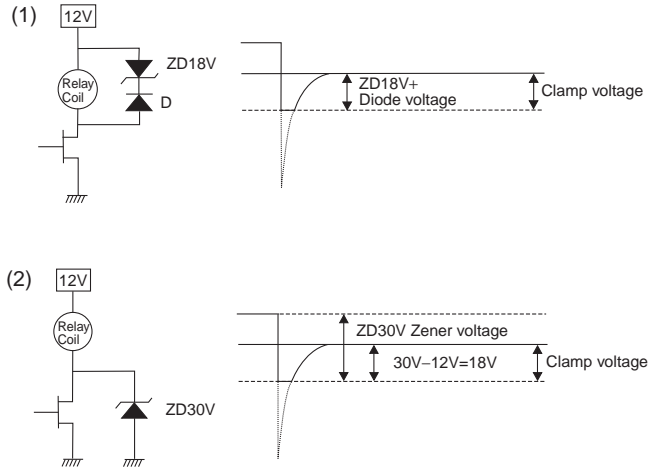 (1)
12V
Relay
Coil
ZD18V
D
ZD18V+
Diode voltage
Clamp voltage
(2)
12V
Relay
Coil
ZD30V
ZD30V Zener voltage
30V−12V=18V
Clamp voltage